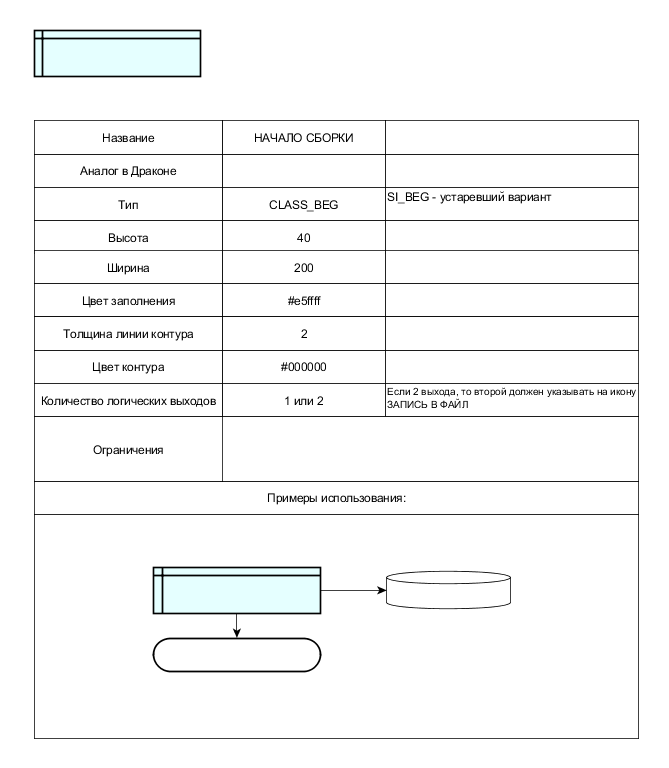 Название НАЧАЛО СБОРКИ
Аналог в Драконе
Тип CLASS_BEG SI_BEG - устаревший вариант
Высота 40
Ширина 200
Цвет заполнения #e5ffff
Толщина линии контура 2
Цвет контура #000000
Количество логических выходов 1 или 2 Если 2 выхода, то второй должен указывать на икону
ЗАПИСЬ В ФАЙЛ
Ограничения
Примеры использования: